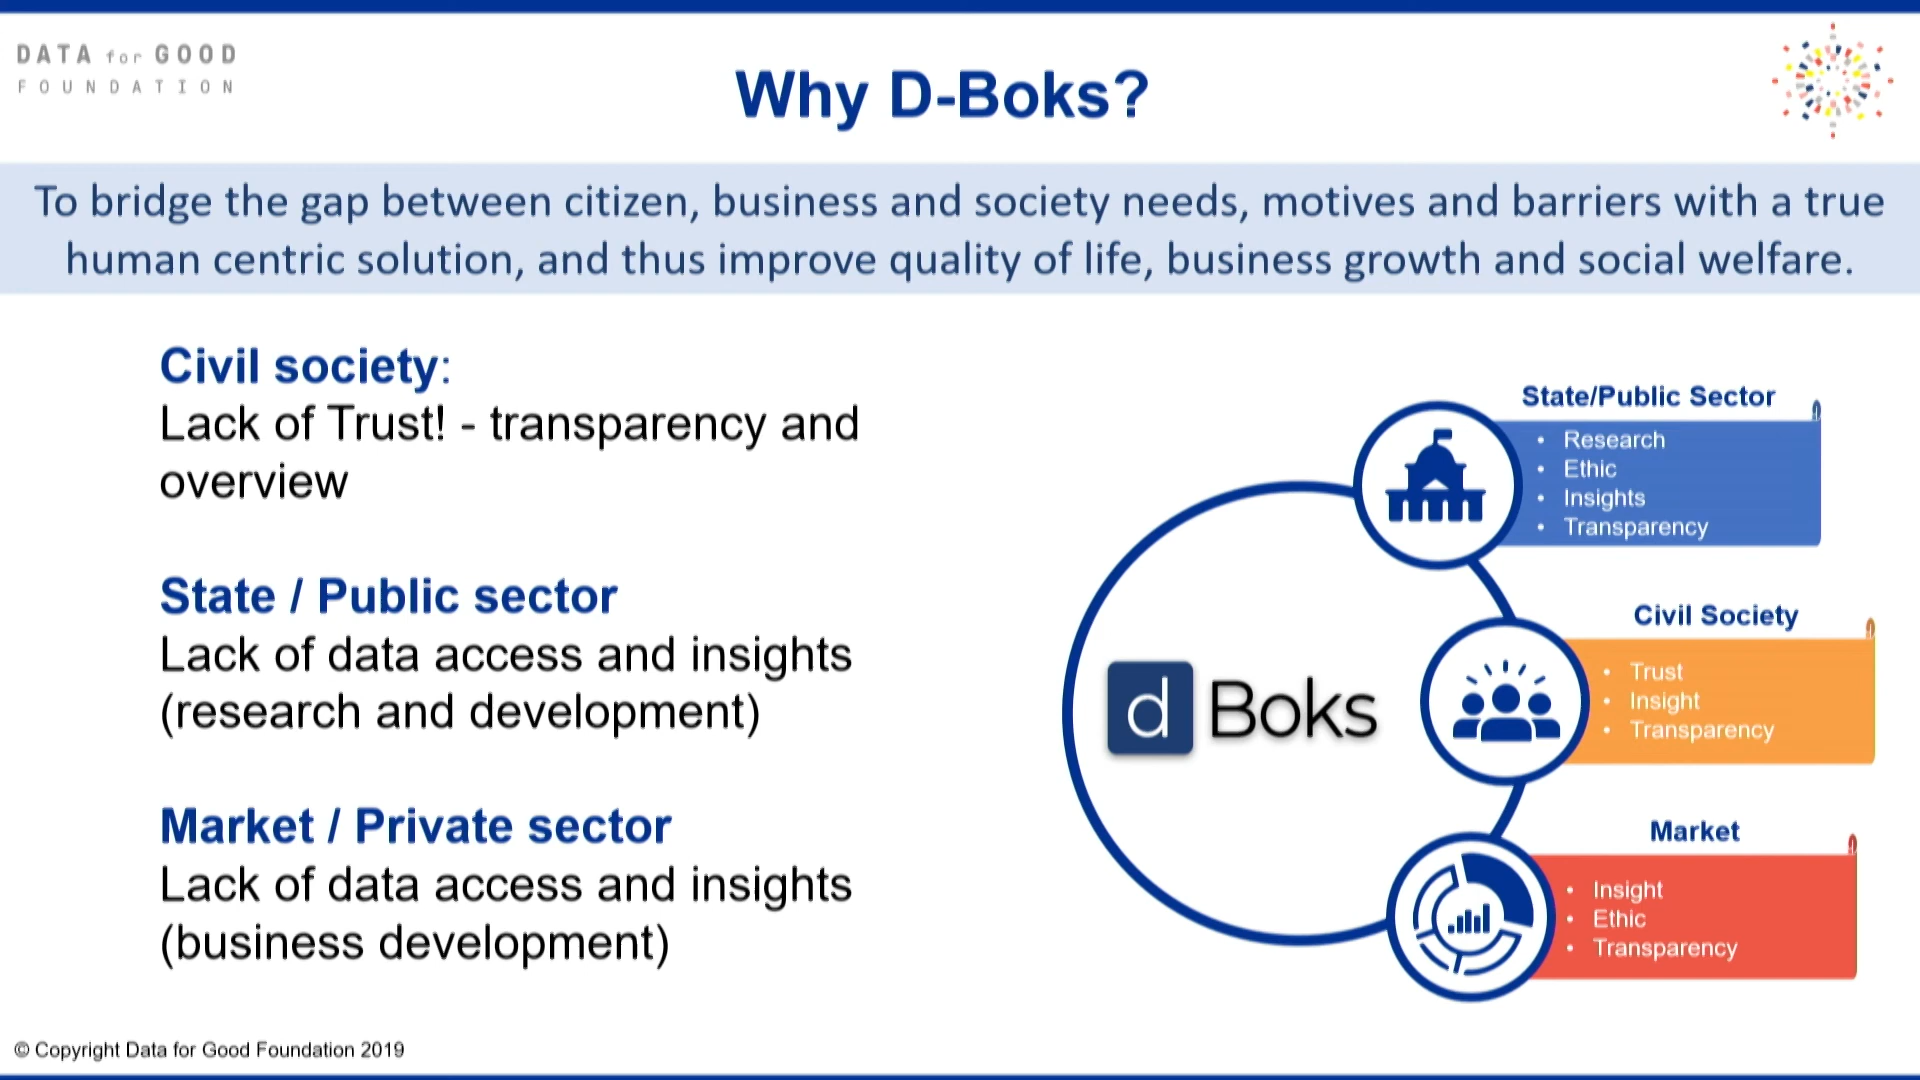 DATA for GOOD
FOUNDATION
Why D-Boks?
To bridge the gap between citizen, business and society needs, motives and barriers with a true
human centric solution, and thus improve quality of life, business growth and social welfare.
Civil society:
Lack of Trust! - transparency and
overview
State / Public sector
Lack of data access and insights
(research and development)
Market / Private sector
Lack of data access and insights
(business development)
d Boks
State/Public Sector
• Research
• Ethic
• Insights
• Transparency
Civil Society
• Trust
• Insight
• Transparency
Market
• Insight
• Ethic
• Transparency
© Copyright Data for Good Foundation 2019